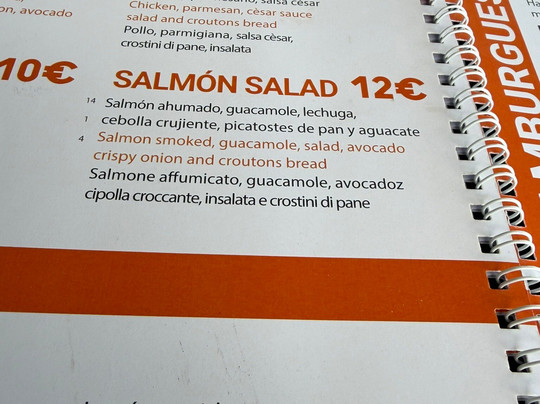 on, avocado
Chicken, parmesan, cèsar sauce
salad and croutons bread
Pollo, parmigiana, salsa cèsar,
crostini di pane, insalata
10€
SALMÓN SALAD 12€
14 Salmón ahumado, guacamole, lechuga,
1 cebolla crujiente, picatostes de pan y aguacate
4 Salmon smoked, guacamole, salad, avocado
crispy onion and croutons bread
Salmone affumicato, guacamole, avocadoz
cipolla croccante, insalata e crostini di pane
MBURGUES